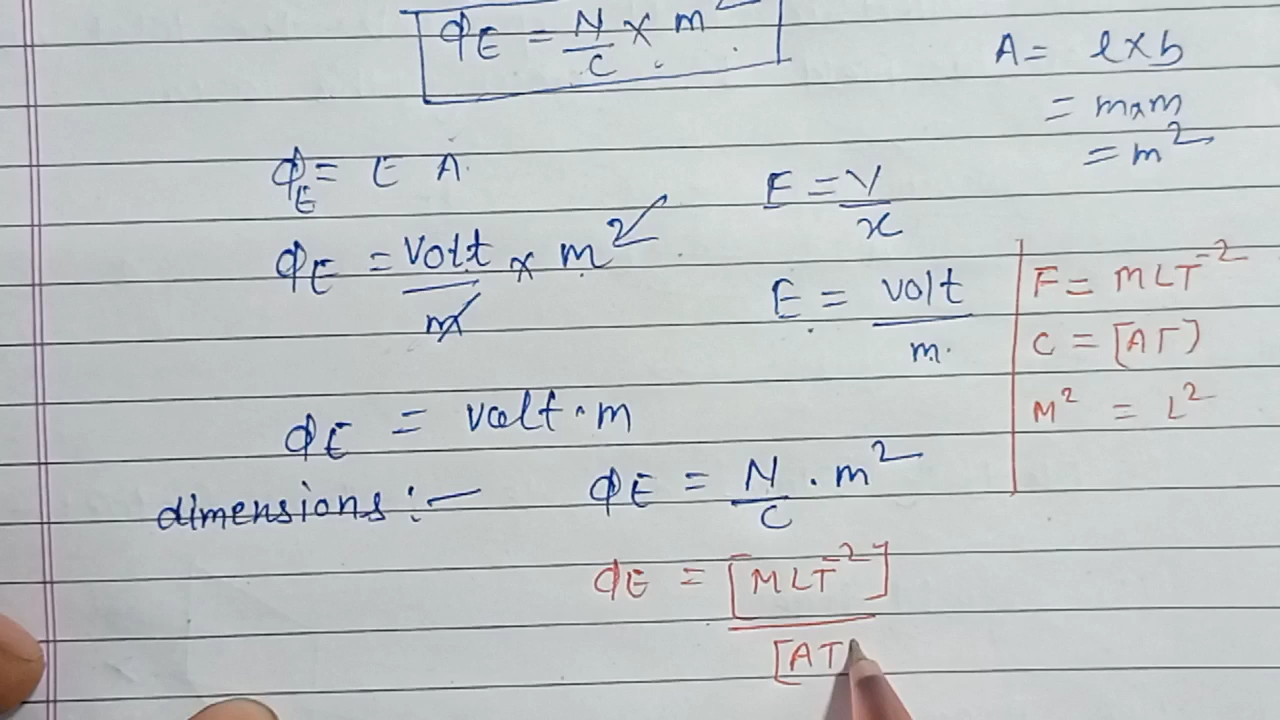 ΦE = N/C × m²
A = l×b
= m×m
= m²
ΦE = E A
E = V/x
ΦE = Volt/m × m²
E = volt/m.
F = MLT⁻²
C = [AT]
M² = L²
ΦE = volt·m
dimensions :— ΦE = N/C · m²
ΦE = [MLT⁻²]/[AT